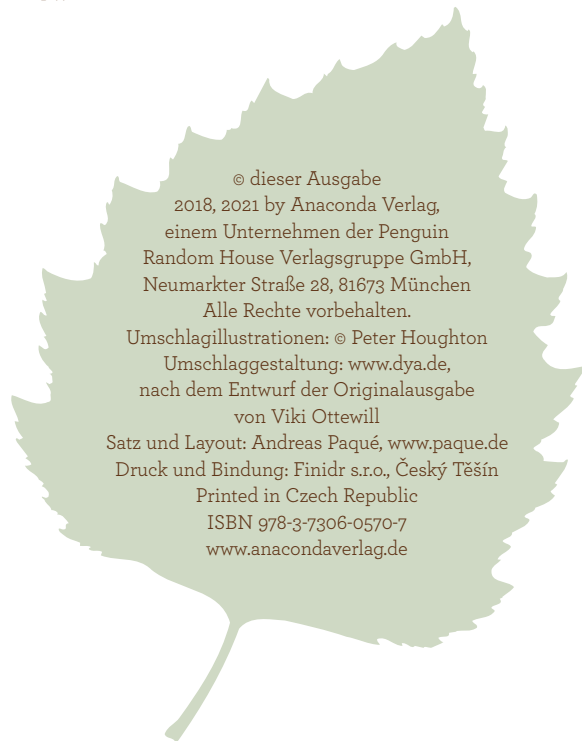 © dieser Ausgabe
2018, 2021 by Anaconda Verlag,
einem Unternehmen der Penguin
Random House Verlagsgruppe GmbH,
Neumarkter Straße 28, 81673 München
Alle Rechte vorbehalten.
Umschlagillustrationen: © Peter Houghton
Umschlaggestaltung: www.dya.de,
nach dem Entwurf der Originalausgabe
von Viki Ottewill
Satz und Layout: Andreas Paqué, www.paque.de
Druck und Bindung: Finidr s.r.o., Český Těšín
Printed in Czech Republic
ISBN 978-3-7306-0570-7
www.anacondaverlag.de